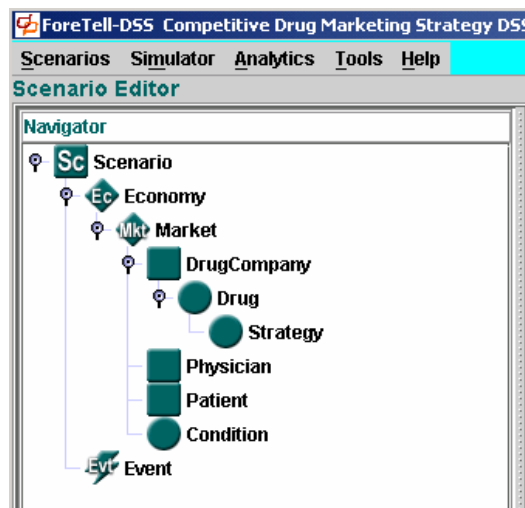 ForeTell-DSS Competitive Drug Marketing Strategy DSS
Scenarios Simulator Analytics Tools Help
Scenario Editor
Navigator
Sc Scenario
Ec Economy
Mkt Market
DrugCompany
Drug
Strategy
Physician
Patient
Condition
Evt Event